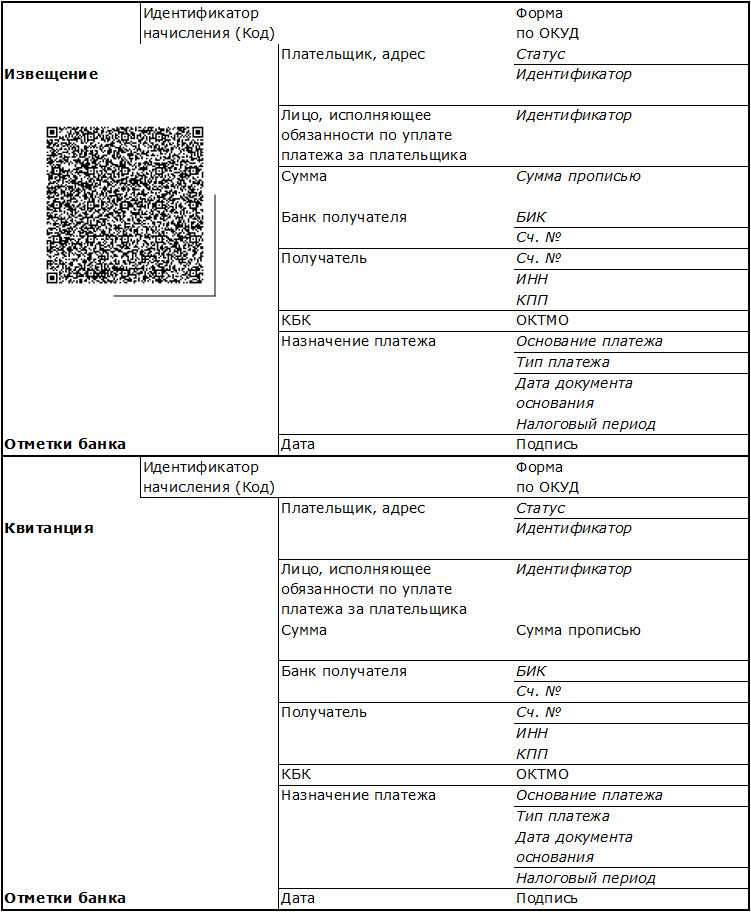 Идентификатор Форма
начисления (Код) по ОКУД
Плательщик, адрес Статус
Извещение Идентификатор
Лицо, исполняющее Идентификатор
обязанности по уплате
платежа за плательщика
Сумма Сумма прописью
Банк получателя БИК
Сч. №
Получатель Сч. №
ИНН
КПП
КБК ОКТМО
Назначение платежа Основание платежа
Тип платежа
Дата документа
основания
Налоговый период
Отметки банка Дата Подпись
Идентификатор Форма
начисления (Код) по ОКУД
Плательщик, адрес Статус
Квитанция Идентификатор
Лицо, исполняющее Идентификатор
обязанности по уплате
платежа за плательщика
Сумма Сумма прописью
Банк получателя БИК
Сч. №
Получатель Сч. №
ИНН
КПП
КБК ОКТМО
Назначение платежа Основание платежа
Тип платежа
Дата документа
основания
Налоговый период
Отметки банка Дата Подпись